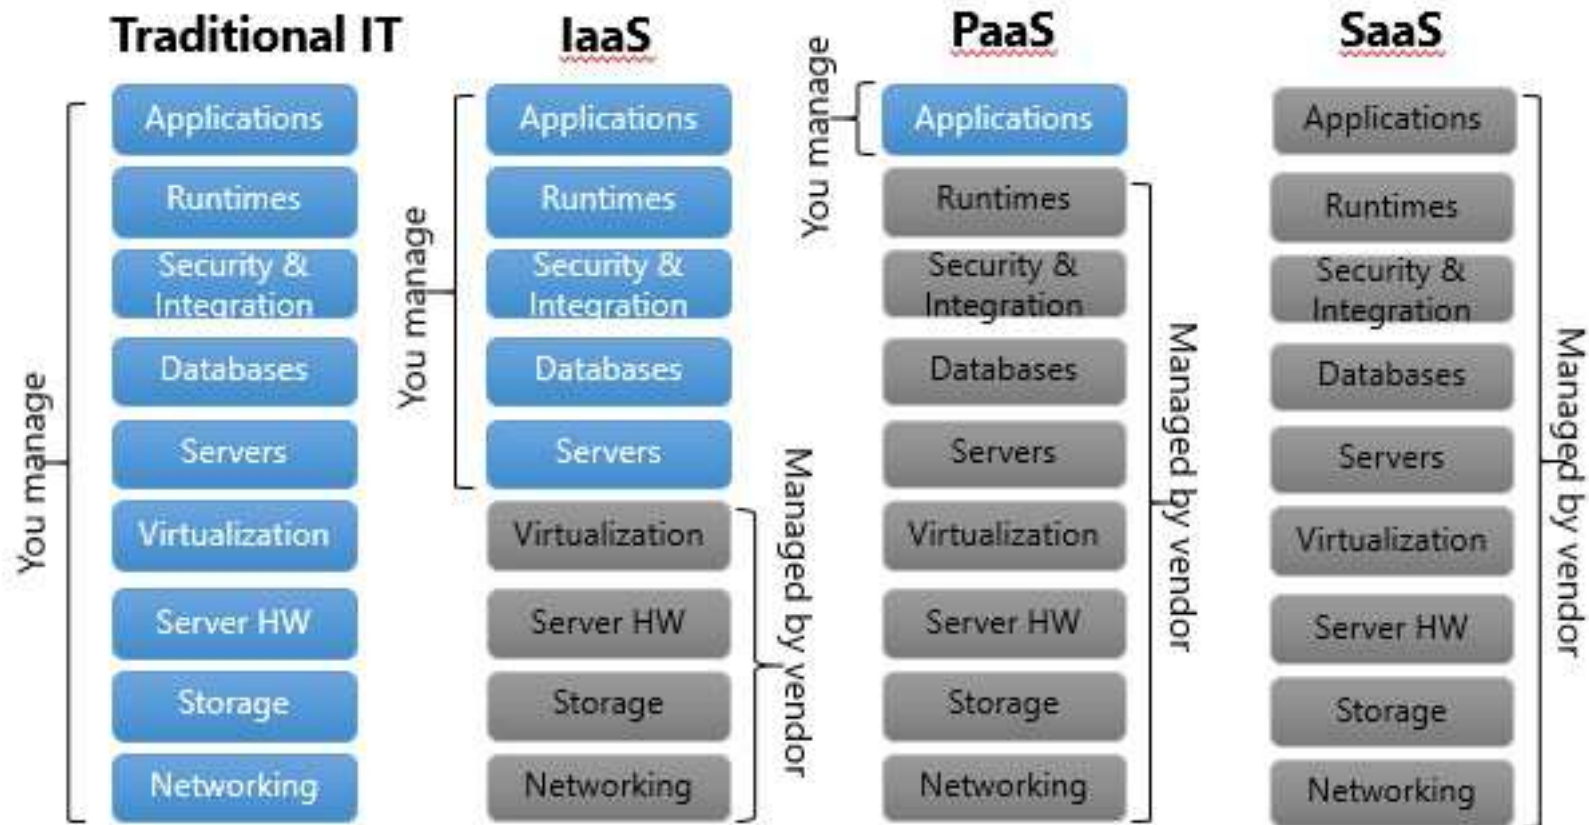 Traditional IT
IaaS
PaaS
SaaS
You manage
Applications
Runtimes
Security &
Integration
Databases
Servers
Virtualization
Server HW
Storage
Networking
You manage
Applications
Runtimes
Security &
Integration
Databases
Servers
Virtualization
Server HW
Storage
Networking
Managed by vendor
You manage
Applications
Runtimes
Security &
Integration
Databases
Servers
Virtualization
Server HW
Storage
Networking
Managed by vendor
Applications
Runtimes
Security &
Integration
Databases
Servers
Virtualization
Server HW
Storage
Networking
Managed by vendor